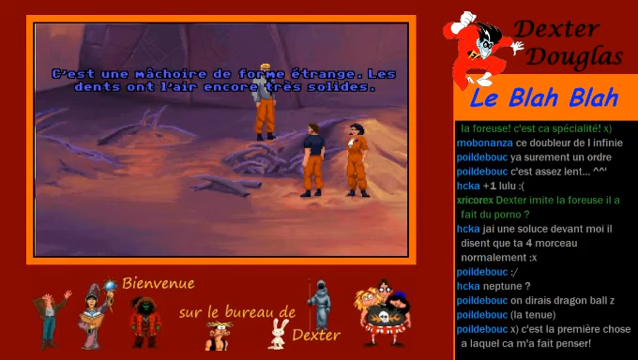 C'est une mâchoire de forme étrange. Les
dents ont l'air encore très solides.
Dexter
Douglas
Le Blah Blah
la foreuse! c'est ca spécialité! x)
mobonanza ce doubleur de l infinie
poildebouc ya surement un ordre
poildebouc c'est assez lent... ^^'
hcka +1 lulu :(
xricorex Dexter imite la foreuse il a
fait du porno ?
hcka jai une soluce devant moi il
disent que ta 4 morceau
normalement :x
poildebouc :/
hcka neptune ?
poildebouc on dirais dragon ball z
poildebouc (la tenue)
poildebouc x) c'est la première chose
a laquel ca m'a fait penser!
Bienvenue
sur le bureau de
Dexter